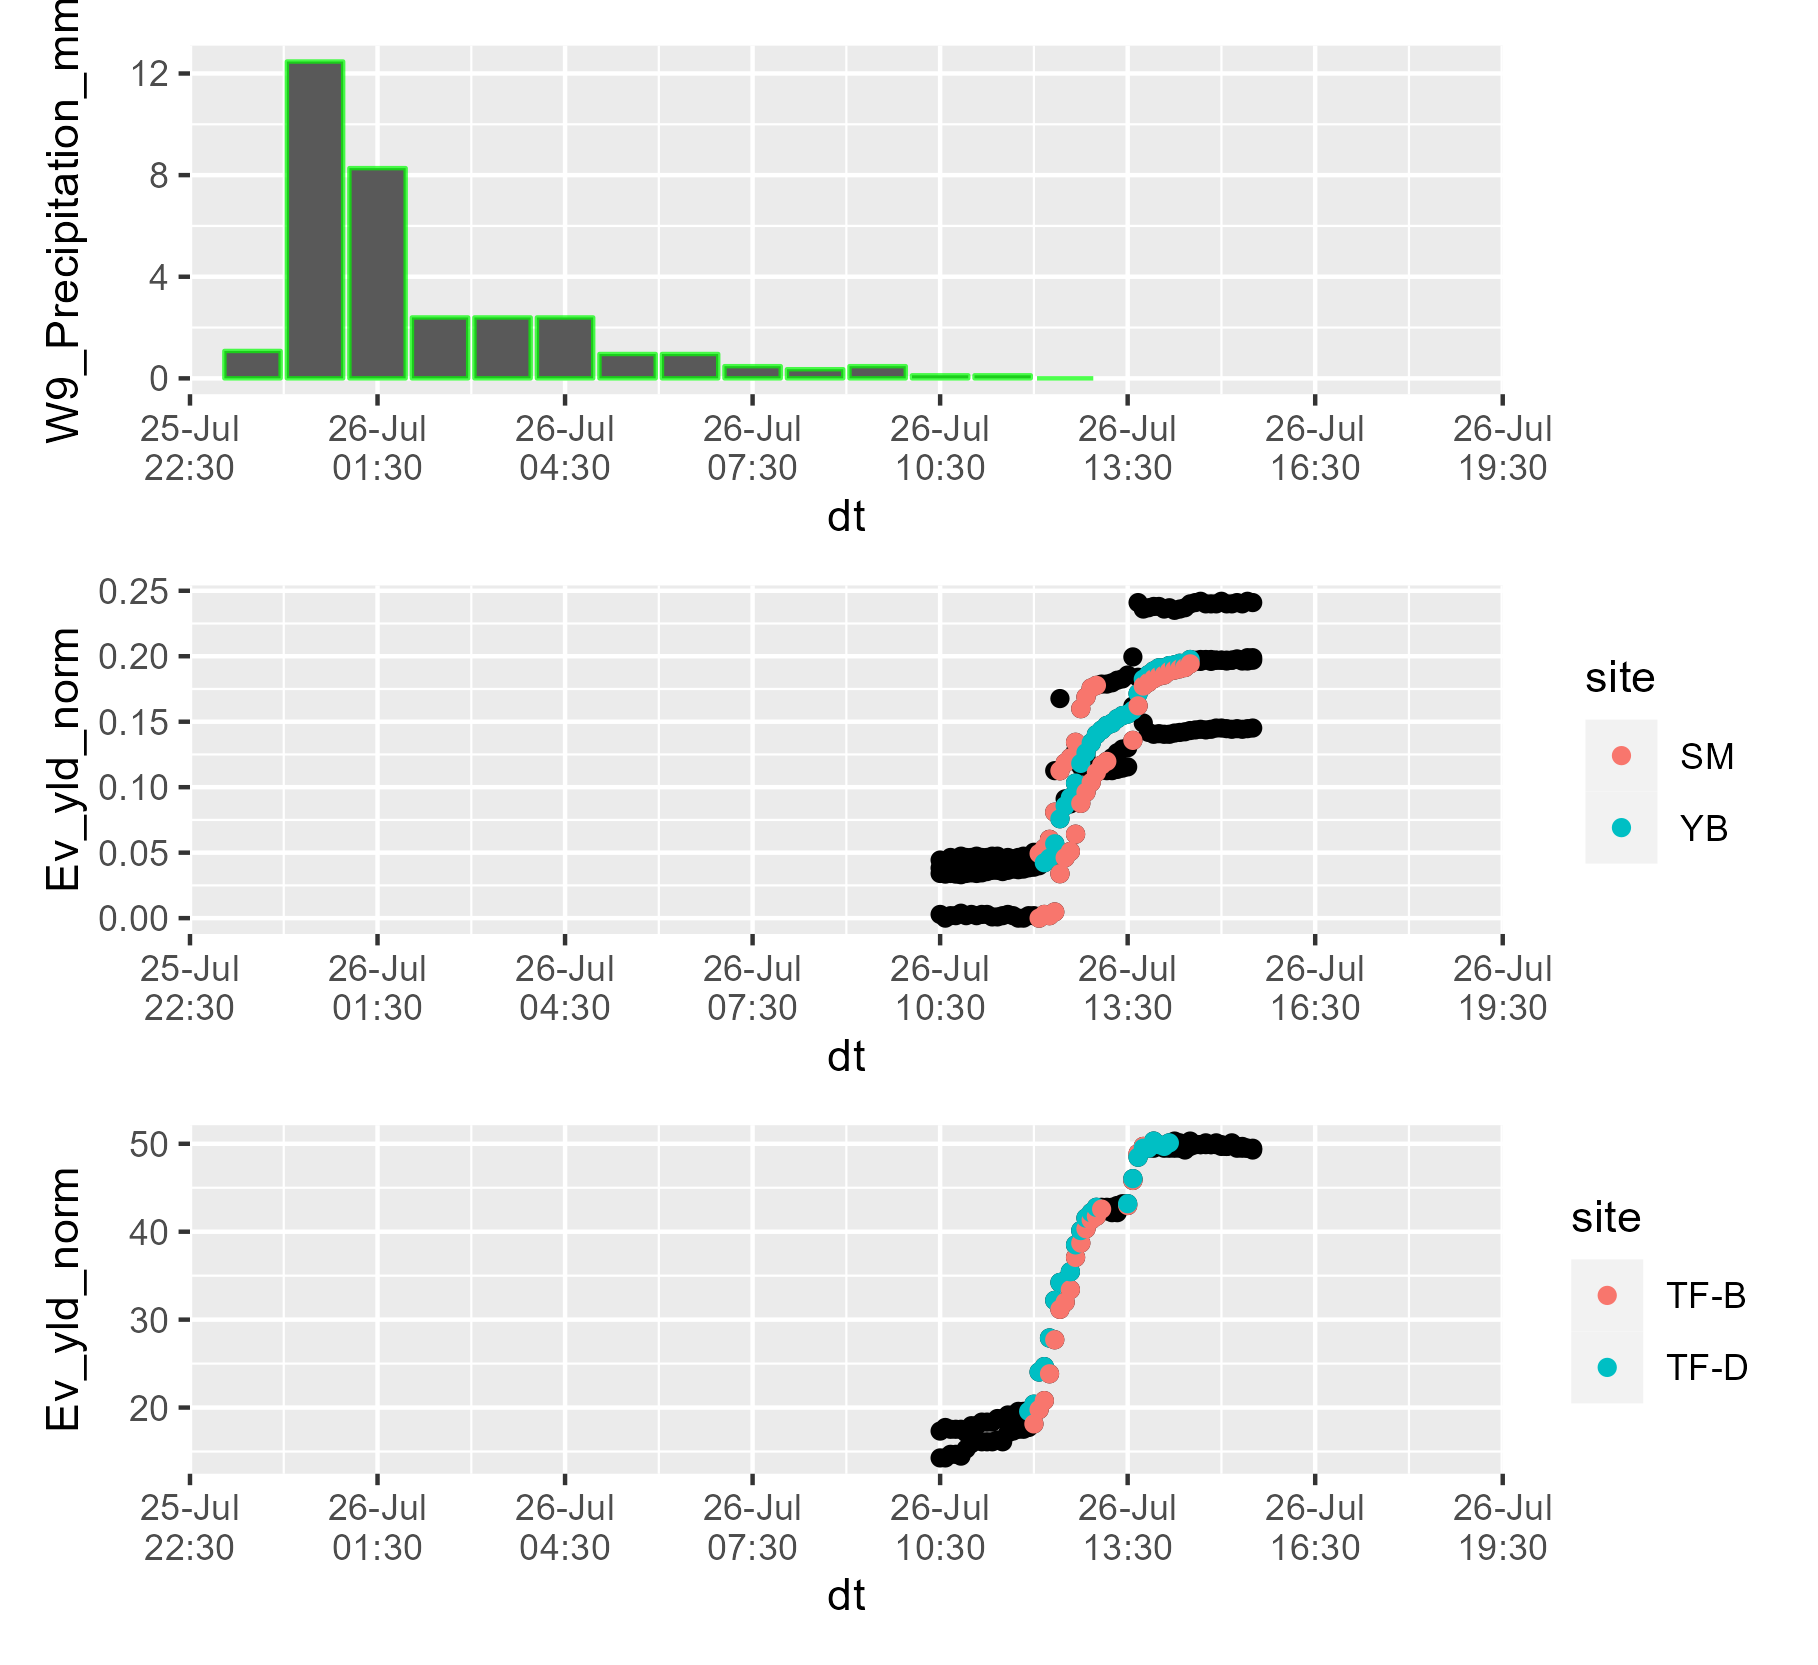 W9_Precipitation_mm
12
8
4
0
25-Jul 26-Jul 26-Jul 26-Jul 26-Jul 26-Jul 26-Jul 26-Jul
22:30 01:30 04:30 07:30 10:30 13:30 16:30 19:30
dt
Ev_yld_norm
0.25
0.20
0.15
0.10
0.05
0.00
25-Jul 26-Jul 26-Jul 26-Jul 26-Jul 26-Jul 26-Jul 26-Jul
22:30 01:30 04:30 07:30 10:30 13:30 16:30 19:30
dt
site
SM
YB
Ev_yld_norm
50
40
30
20
25-Jul 26-Jul 26-Jul 26-Jul 26-Jul 26-Jul 26-Jul 26-Jul
22:30 01:30 04:30 07:30 10:30 13:30 16:30 19:30
dt
site
TF-B
TF-D